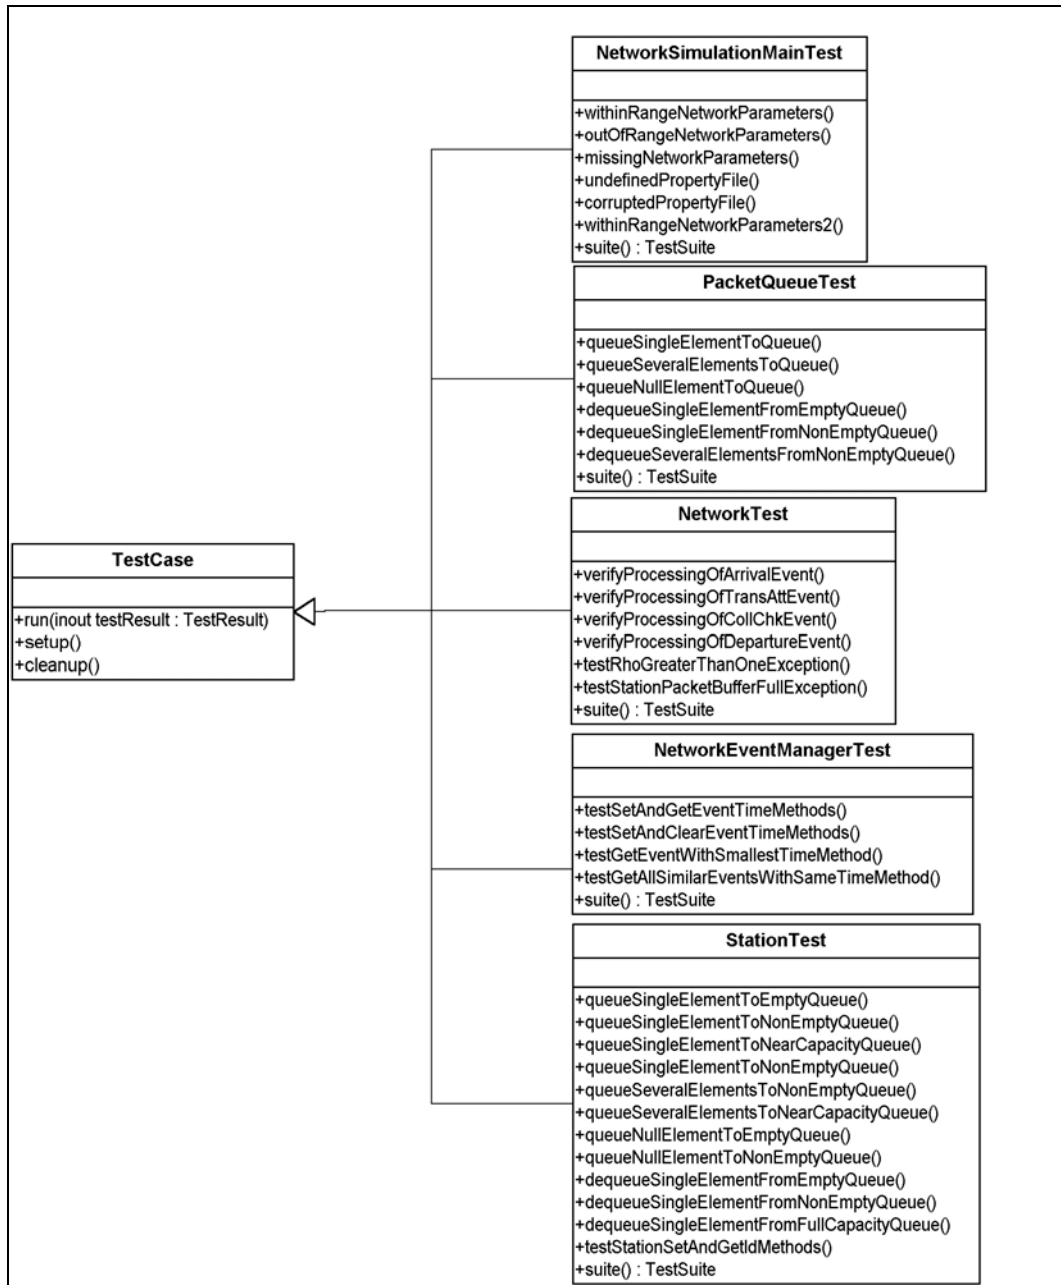 NetworkSimulationMainTest
+withinRangeNetworkParameters()
+outOfRangeNetworkParameters()
+missingNetworkParameters()
+undefinedPropertyFile()
+corruptedPropertyFile()
+withinRangeNetworkParameters2()
+suite() : TestSuite
PacketQueueTest
+queueSingleElementToQueue()
+queueSeveralElementsToQueue()
+queueNullElementToQueue()
+dequeueSingleElementFromEmptyQueue()
+dequeueSingleElementFromNonEmptyQueue()
+dequeueSeveralElementsFromNonEmptyQueue()
+suite() : TestSuite
NetworkTest
+verifyProcessingOfArrivalEvent()
+verifyProcessingOfTransAttEvent()
+verifyProcessingOfCollChkEvent()
+verifyProcessingOfDepartureEvent()
+testRhoGreaterThanOneException()
+testStationPacketBufferFullException()
+suite() : TestSuite
TestCase
+run(inout testResult : TestResult)
+setup()
+cleanup()
NetworkEventManagerTest
+testSetAndGetEventTimeMethods()
+testSetAndClearEventTimeMethods()
+testGetEventWithSmallestTimeMethod()
+testGetAllSimilarEventsWithSameTimeMethod()
+suite() : TestSuite
StationTest
+queueSingleElementToEmptyQueue()
+queueSingleElementToNonEmptyQueue()
+queueSingleElementToNearCapacityQueue()
+queueSingleElementToNonEmptyQueue()
+queueSeveralElementsToNonEmptyQueue()
+queueSeveralElementsToNearCapacityQueue()
+queueNullElementToEmptyQueue()
+queueNullElementToNonEmptyQueue()
+dequeueSingleElementFromEmptyQueue()
+dequeueSingleElementFromNonEmptyQueue()
+dequeueSingleElementFromFullCapacityQueue()
+testStationSetAndGetIdMethods()
+suite() : TestSuite